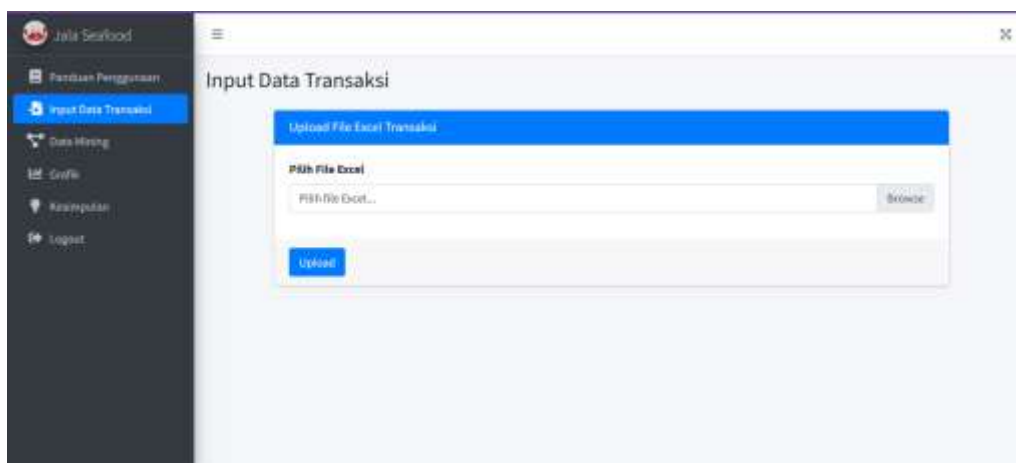 Jala Seafood
Panduan Penggunaan
Input Data Transaksi
Data Mining
Grafik
Kesimpulan
Logout
Input Data Transaksi
Upload File Excel Transaksi
Pilih File Excel
Pilih file Excel...
Browse
Upload